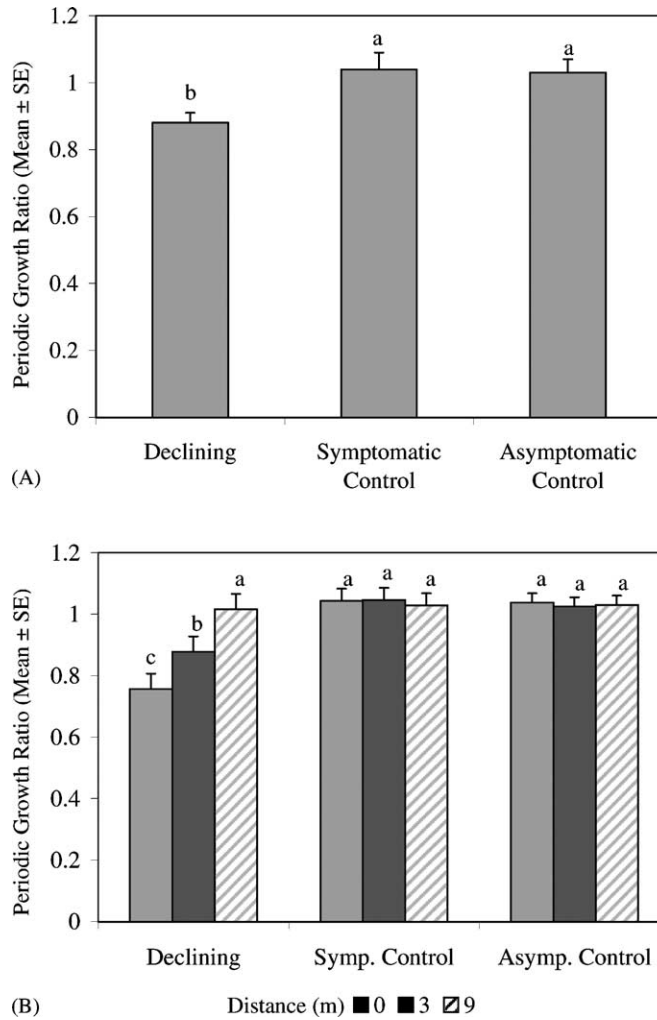 1.2
a
a
1
b
0.8
0.6
0.4
0.2
0
Periodic Growth Ratio (Mean ± SE)
Declining
Symptomatic Control
Asymptomatic Control
(A)
1.2
a
a a a
a a a
1
b
c
0.8
0.6
0.4
0.2
0
Periodic Growth Ratio (Mean ± SE)
Declining Symp. Control Asymp. Control
(B)
Distance (m) 0 3 9